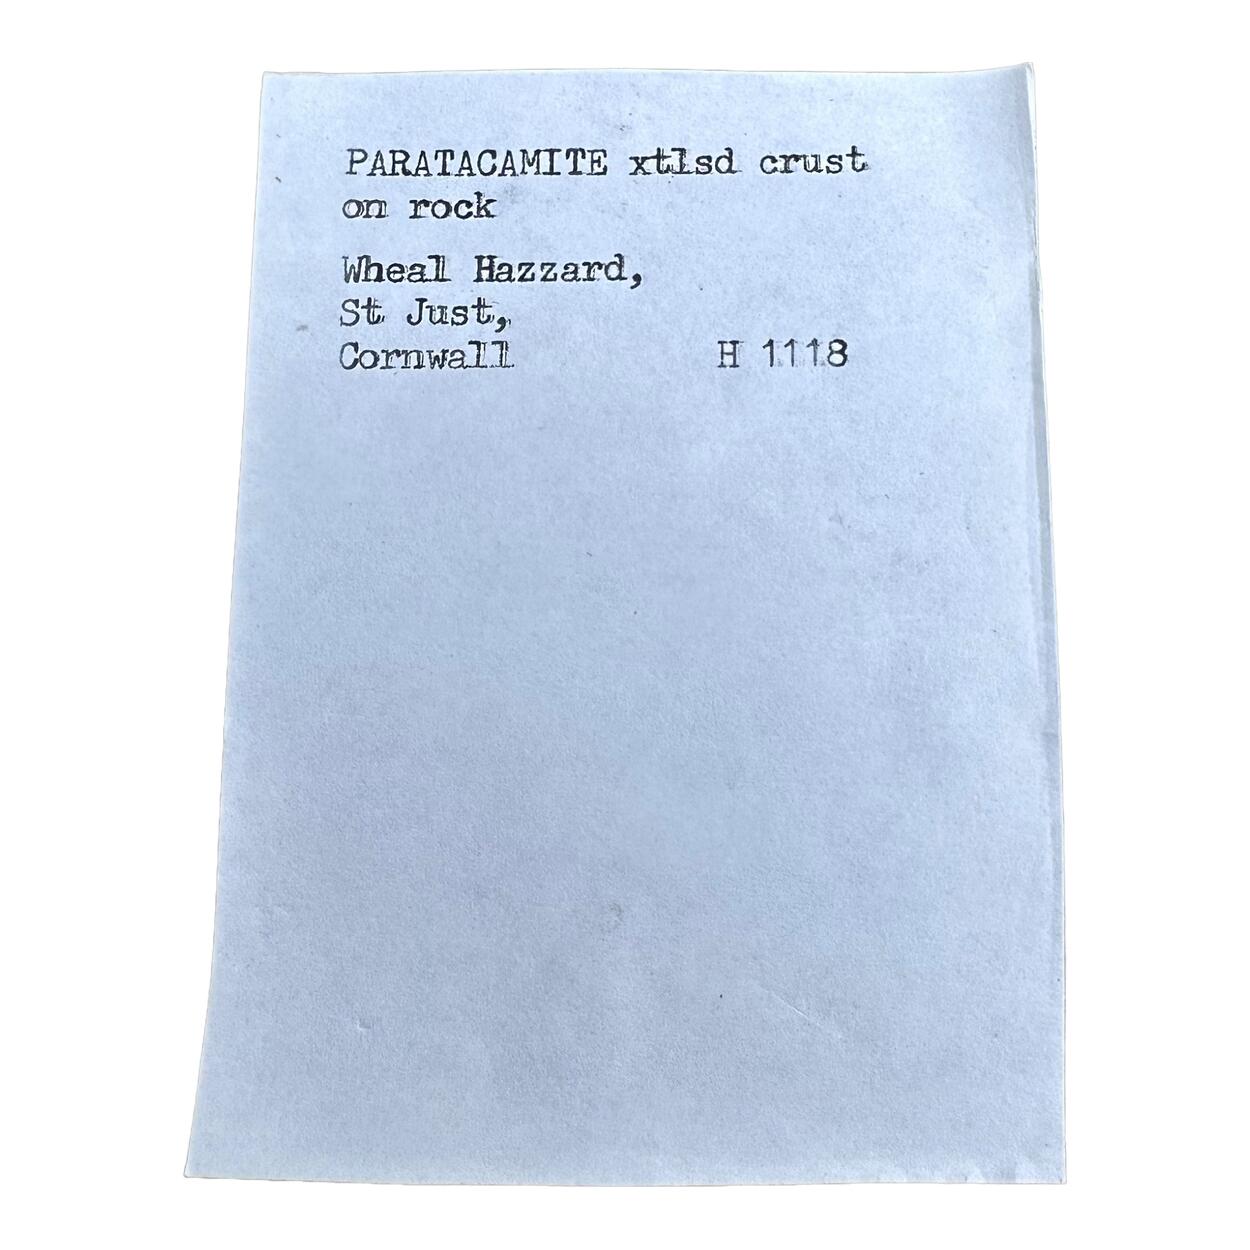 PARATACAMITE xtlsd crust
on rock
Wheal Hazzard,
St Just,
Cornwall H 1118